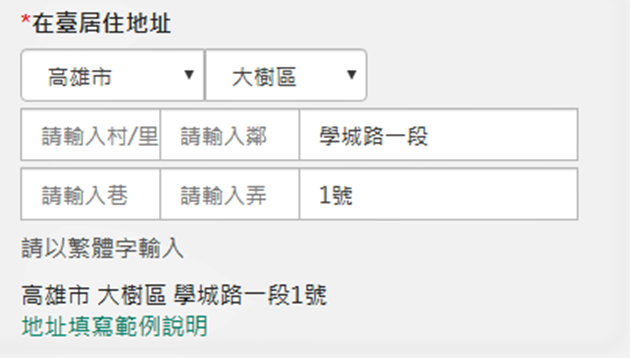 *在臺居住地址
高雄市 大樹區
請輸入村/里 請輸入鄰 學城路一段
請輸入巷 請輸入弄 1號
請以繁體字輸入
高雄市 大樹區 學城路一段1號
地址填寫範例說明